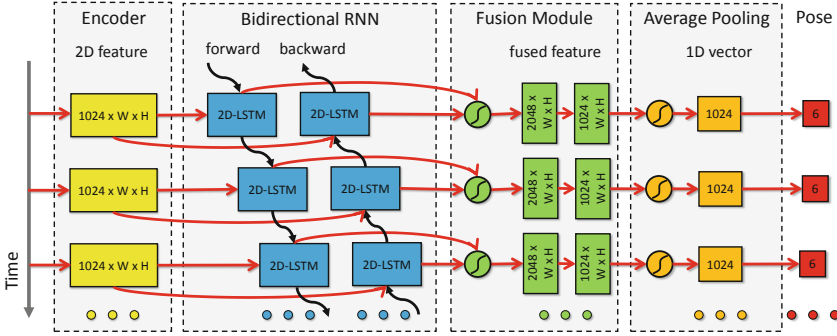 Encoder
Bidirectional RNN
Fusion Module
Average Pooling
Pose
2D feature
forward
backward
fused feature
1D vector
1024 x W x H
2D-LSTM
2D-LSTM
2048 x
W x H
1024 x
W x H
1024
6
1024 x W x H
2D-LSTM
2D-LSTM
2048 x
W x H
1024 x
W x H
1024
6
1024 x W x H
2D-LSTM
2D-LSTM
2048 x
W x H
1024 x
W x H
1024
6
Time